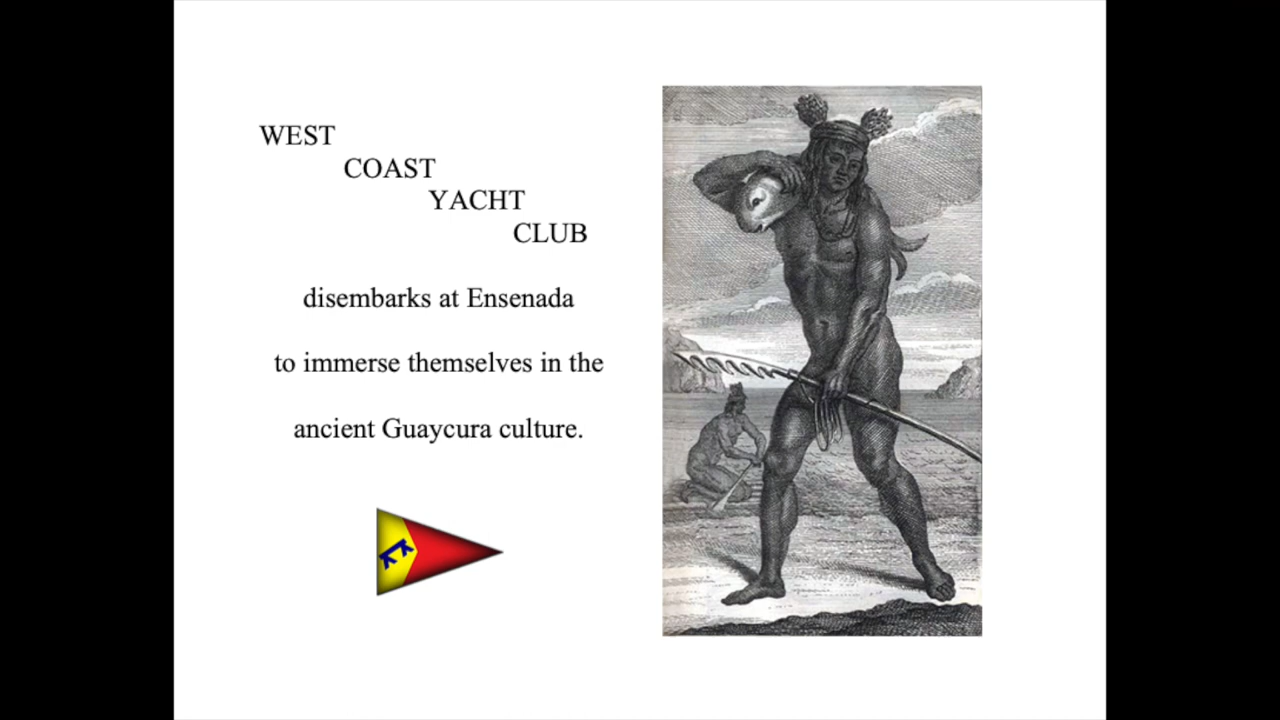 WEST
COAST
YACHT
CLUB
disembarks at Ensenada
to immerse themselves in the
ancient Guaycura culture.